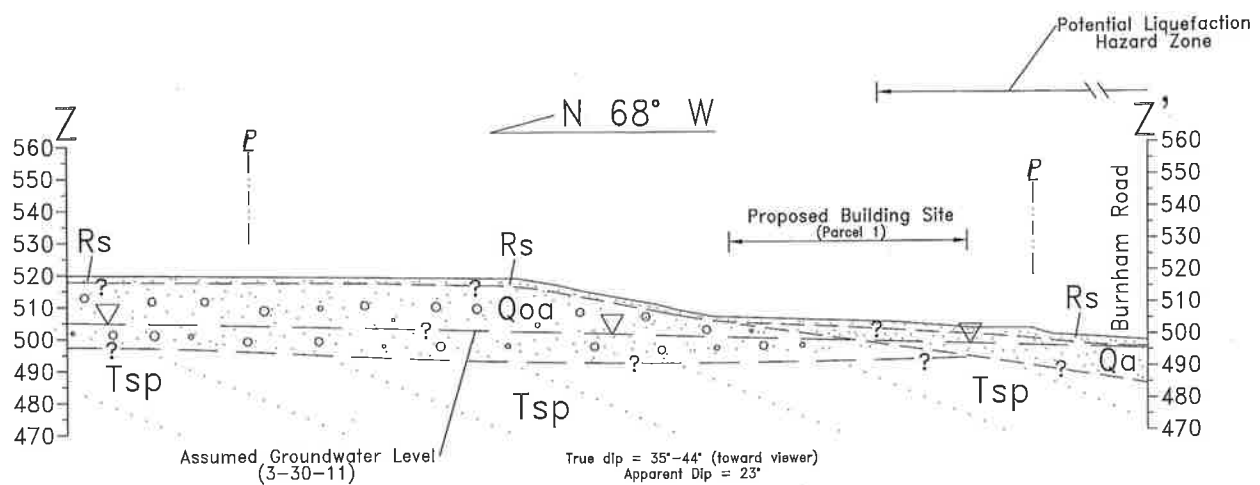 Potential Liquefaction
Hazard Zone
N 68° W
Z
Z'
560
550
540
530
520
510
500
490
480
470
560
550
540
530
520
510
500
490
480
470
PL
PL
Burnham Road
Proposed Building Site
(Parcel 1)
Rs
Rs
Rs
?
?
?
?
?
?
?
?
?
Qoa
Qa
Tsp
Tsp
Tsp
Assumed Groundwater Level
(3-30-11)
True dip = 35°-44° (toward viewer)
Apparent Dip = 23°